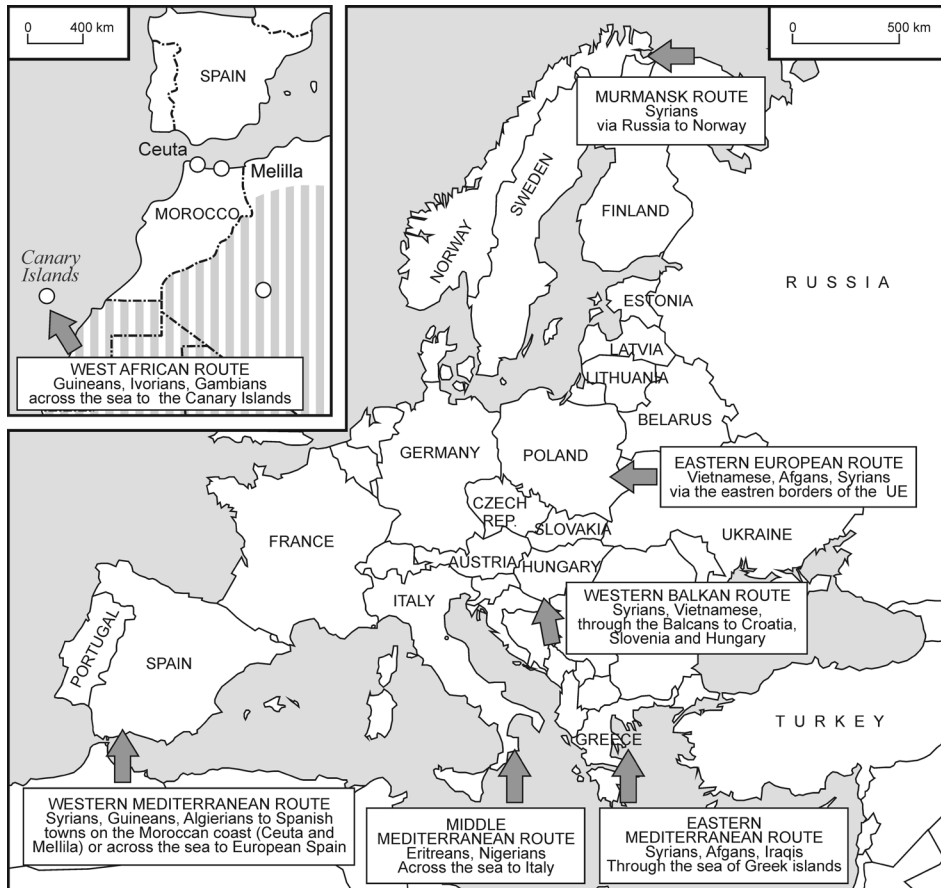 0 400 km
SPAIN
Ceuta
Melilla
MOROCCO
Canary
Islands
WEST AFRICAN ROUTE
Guineans, Ivorians, Gambians
across the sea to the Canary Islands
0 500 km
MURMANSK ROUTE
Syrians
via Russia to Norway
SWEDEN
FINLAND
NORWAY
RUSSIA
ESTONIA
LATVIA
LITHUANIA
BELARUS
GERMANY
POLAND
EASTERN EUROPEAN ROUTE
Vietnamese, Afgans, Syrians
via the eastren borders of the UE
CZECH
REP.
SLOVAKIA
UKRAINE
FRANCE
AUSTRIA
HUNGARY
ITALY
WESTERN BALKAN ROUTE
Syrians, Vietnamese,
through the Balcans to Croatia,
Slovenia and Hungary
PORTUGAL
SPAIN
TURKEY
GREECE
WESTERN MEDITERRANEAN ROUTE
Syrians, Guineans, Algierians to Spanish
towns on the Moroccan coast (Ceuta and
Mellila) or across the sea to European Spain
MIDDLE
MEDITERRANEAN ROUTE
Eritreans, Nigerians
Across the sea to Italy
EASTERN
MEDITERRANEAN ROUTE
Syrians, Afgans, Iraqis
Through the sea of Greek islands